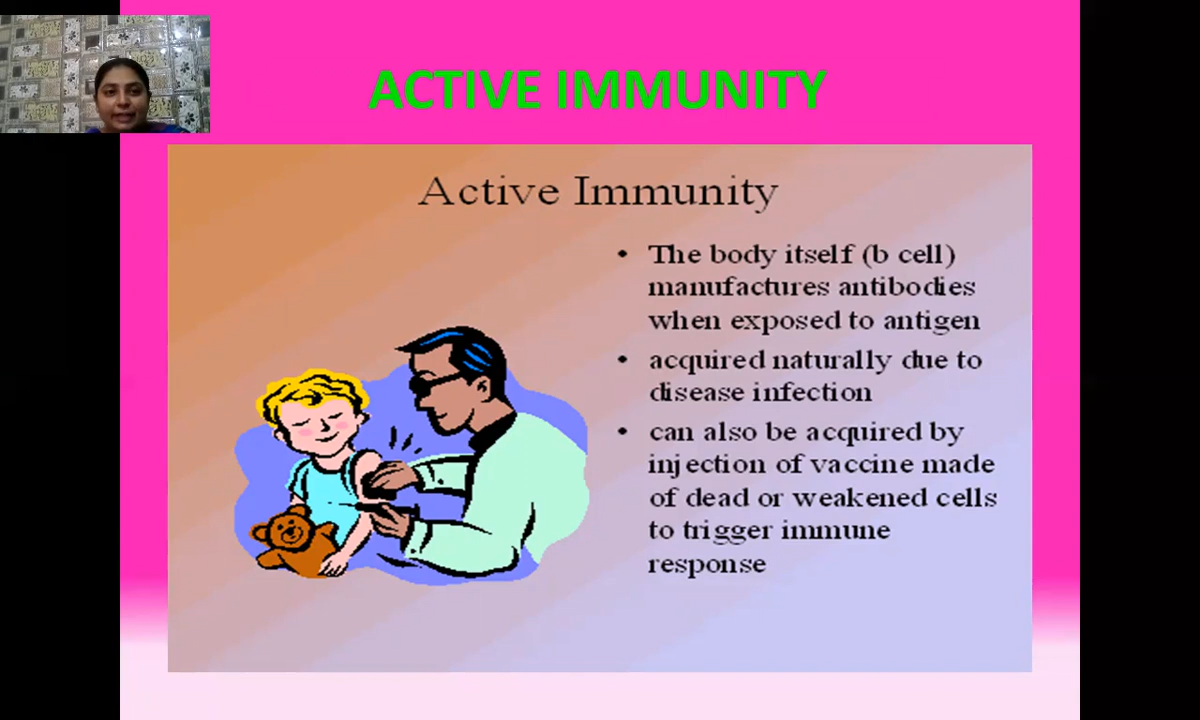 ACTIVE IMMUNITY
Active Immunity
• The body itself (b cell)
manufactures antibodies
when exposed to antigen
• acquired naturally due to
disease infection
• can also be acquired by
injection of vaccine made
of dead or weakened cells
to trigger immune
response